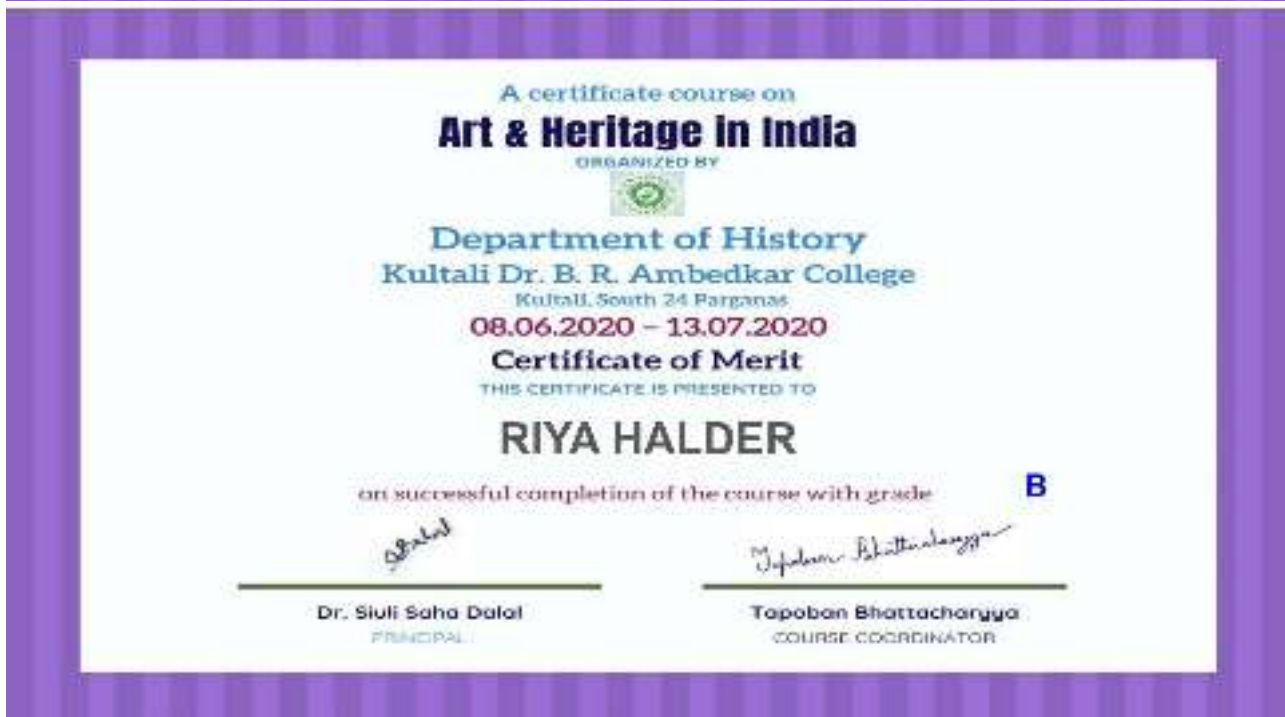 A certificate course on
Art & Heritage in India
ORGANIZED BY
Department of History
Kultali Dr. B. R. Ambedkar College
Kultali, South 24 Parganas
08.06.2020 – 13.07.2020
Certificate of Merit
THIS CERTIFICATE IS PRESENTED TO
RIYA HALDER
on successful completion of the course with grade B
Tapoban Bhattacharyya
Dr. Siuli Saha Dalal Tapoban Bhattacharyya
PRINCIPAL COURSE COORDINATOR